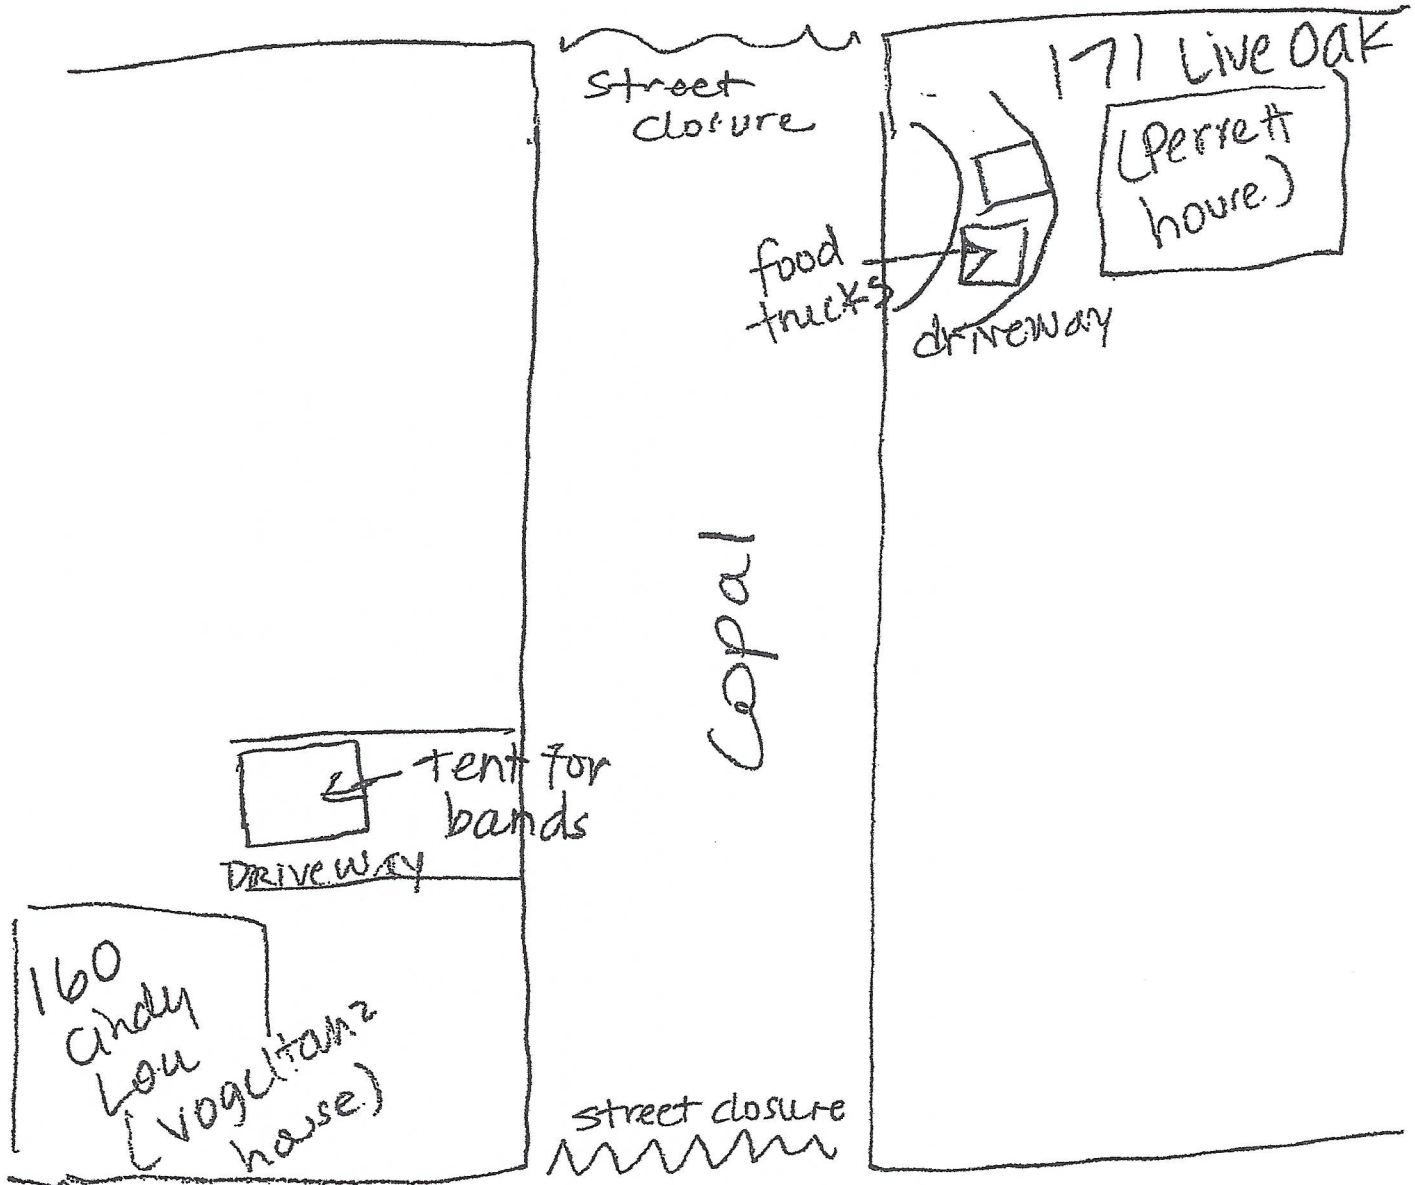 street
closure
171 Live Oak
(Perrett
house.)
food
trucks
driveway
Copal
tent for
bands
DRIVEWAY
160
Cindy
Lou
house.)
street closure